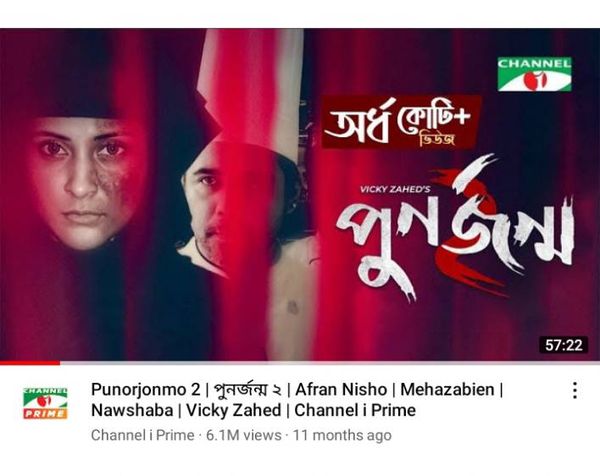 CHANNEL
i
অর্ধ কোটি+
ভিউজ
VICKY ZAHED'S
পুনর্জন্ম
2
57:22
CHANNEL
i
PRIME
Punorjonmo 2 | পুনর্জন্ম ২ | Afran Nisho | Mehazabien |
Nawshaba | Vicky Zahed | Channel i Prime
Channel i Prime · 6.1M views · 11 months ago